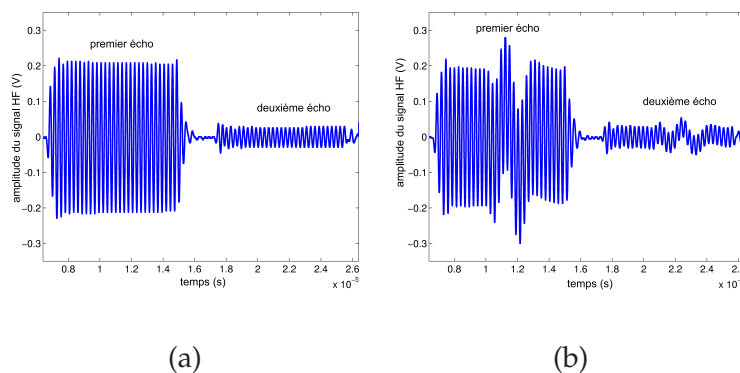 premier écho
deuxième écho
amplitude du signal HF (V)
0.3
0.2
0.1
0
−0.1
−0.2
−0.3
0.8 1 1.2 1.4 1.6 1.8 2 2.2 2.4 2.6
temps (s)
x 10⁻⁵
(a)
premier écho
deuxième écho
amplitude du signal HF (V)
0.3
0.2
0.1
0
−0.1
−0.2
−0.3
0.8 1 1.2 1.4 1.6 1.8 2 2.2 2.4
temps (s)
x 10⁻
(b)